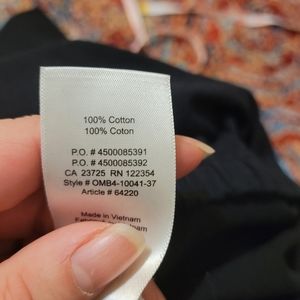 100% Cotton
100% Coton
P.O. # 4500085391
P.O. # 4500085392
CA 23725 RN 122354
Style # OMB4-10041-37
Article # 64220
Made in Vietnam